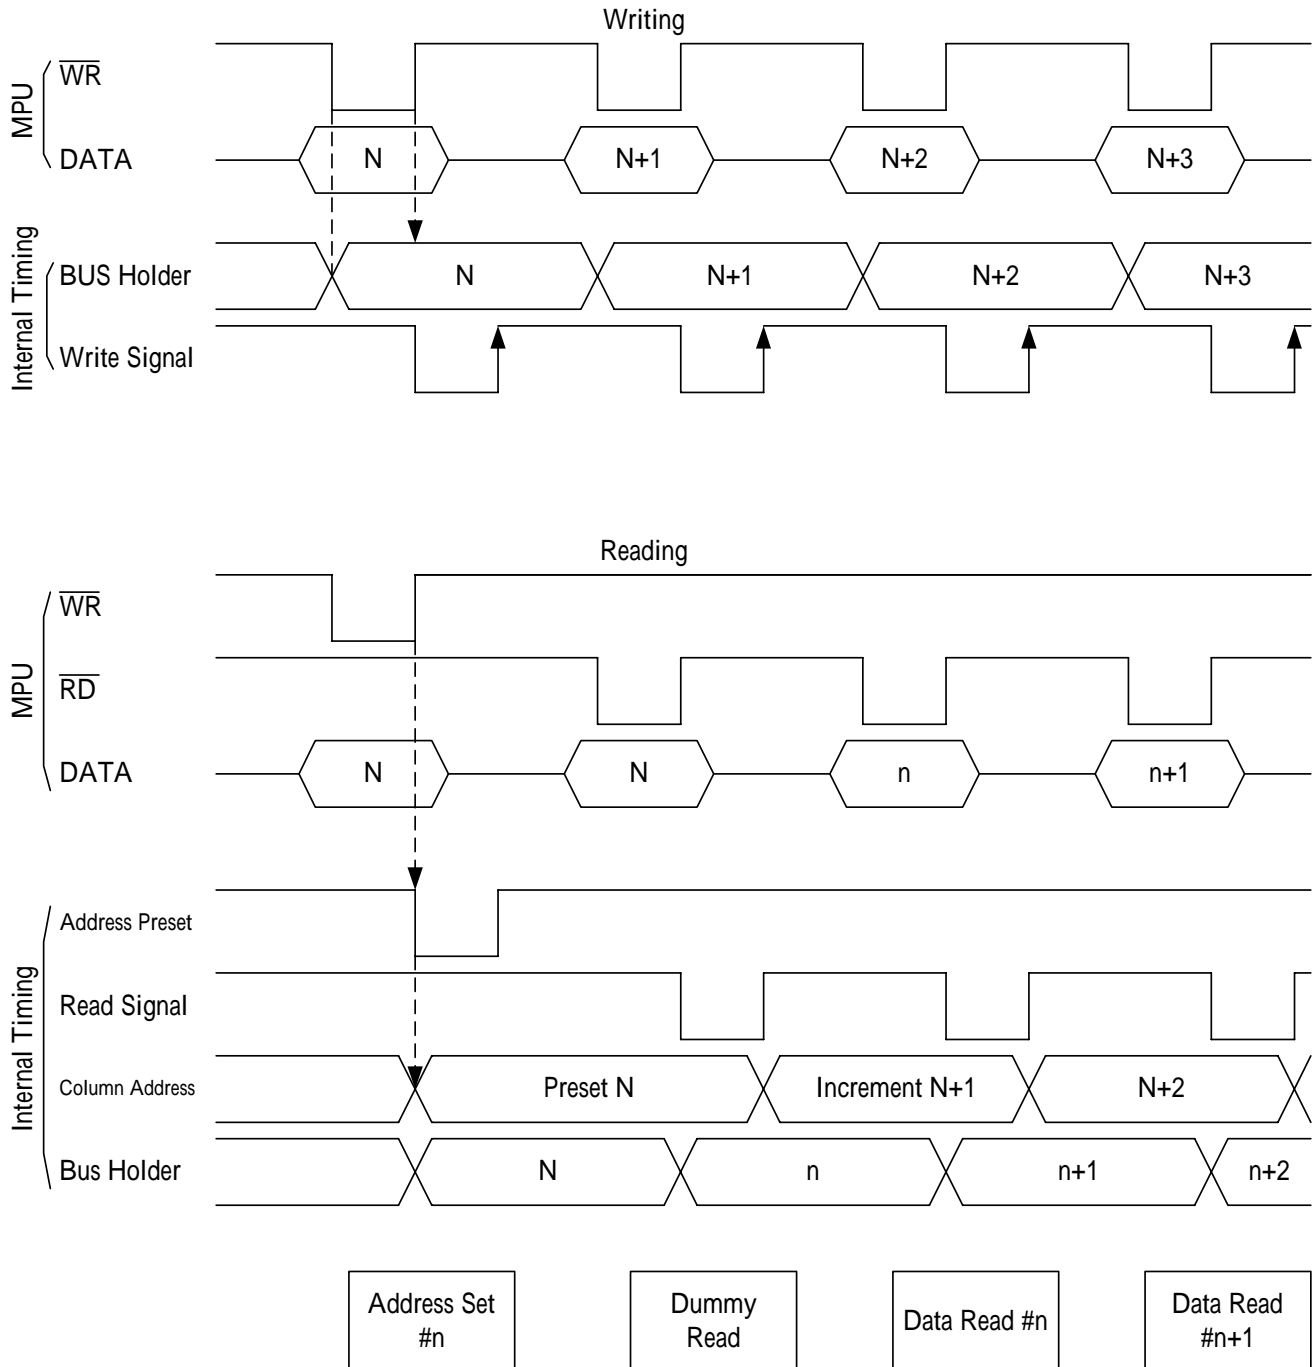 Writing
MPU
WR
DATA
N
N+1
N+2
N+3
Internal Timing
BUS Holder
N
N+1
N+2
N+3
Write Signal
Reading
MPU
WR
RD
DATA
N
N
n
n+1
Internal Timing
Address Preset
Read Signal
Column Address
Preset N
Increment N+1
N+2
Bus Holder
N
n
n+1
n+2
Address Set
#n
Dummy
Read
Data Read #n
Data Read
#n+1